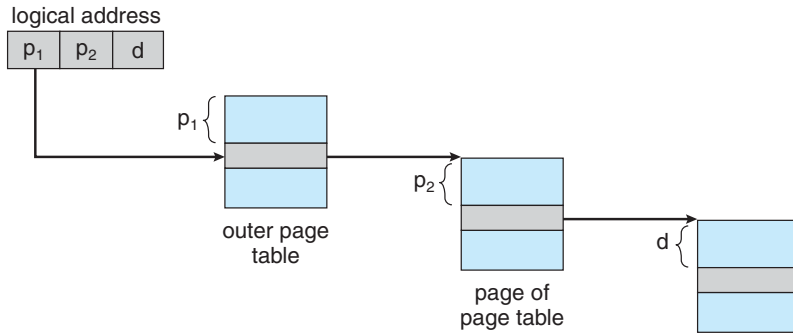 logical address
p₁ p₂ d
p₁
outer page
table
p₂
page of
page table
d